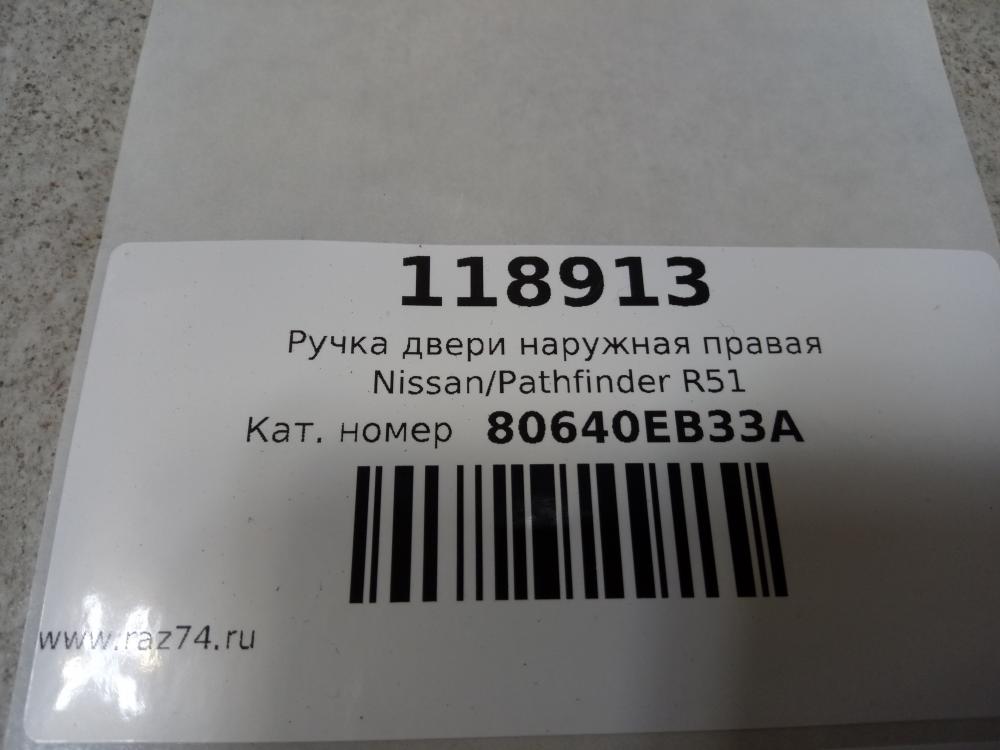 118913
Ручка двери наружная правая
Nissan/Pathfinder R51
Кат. номер 80640EB33A
www.raz74.ru